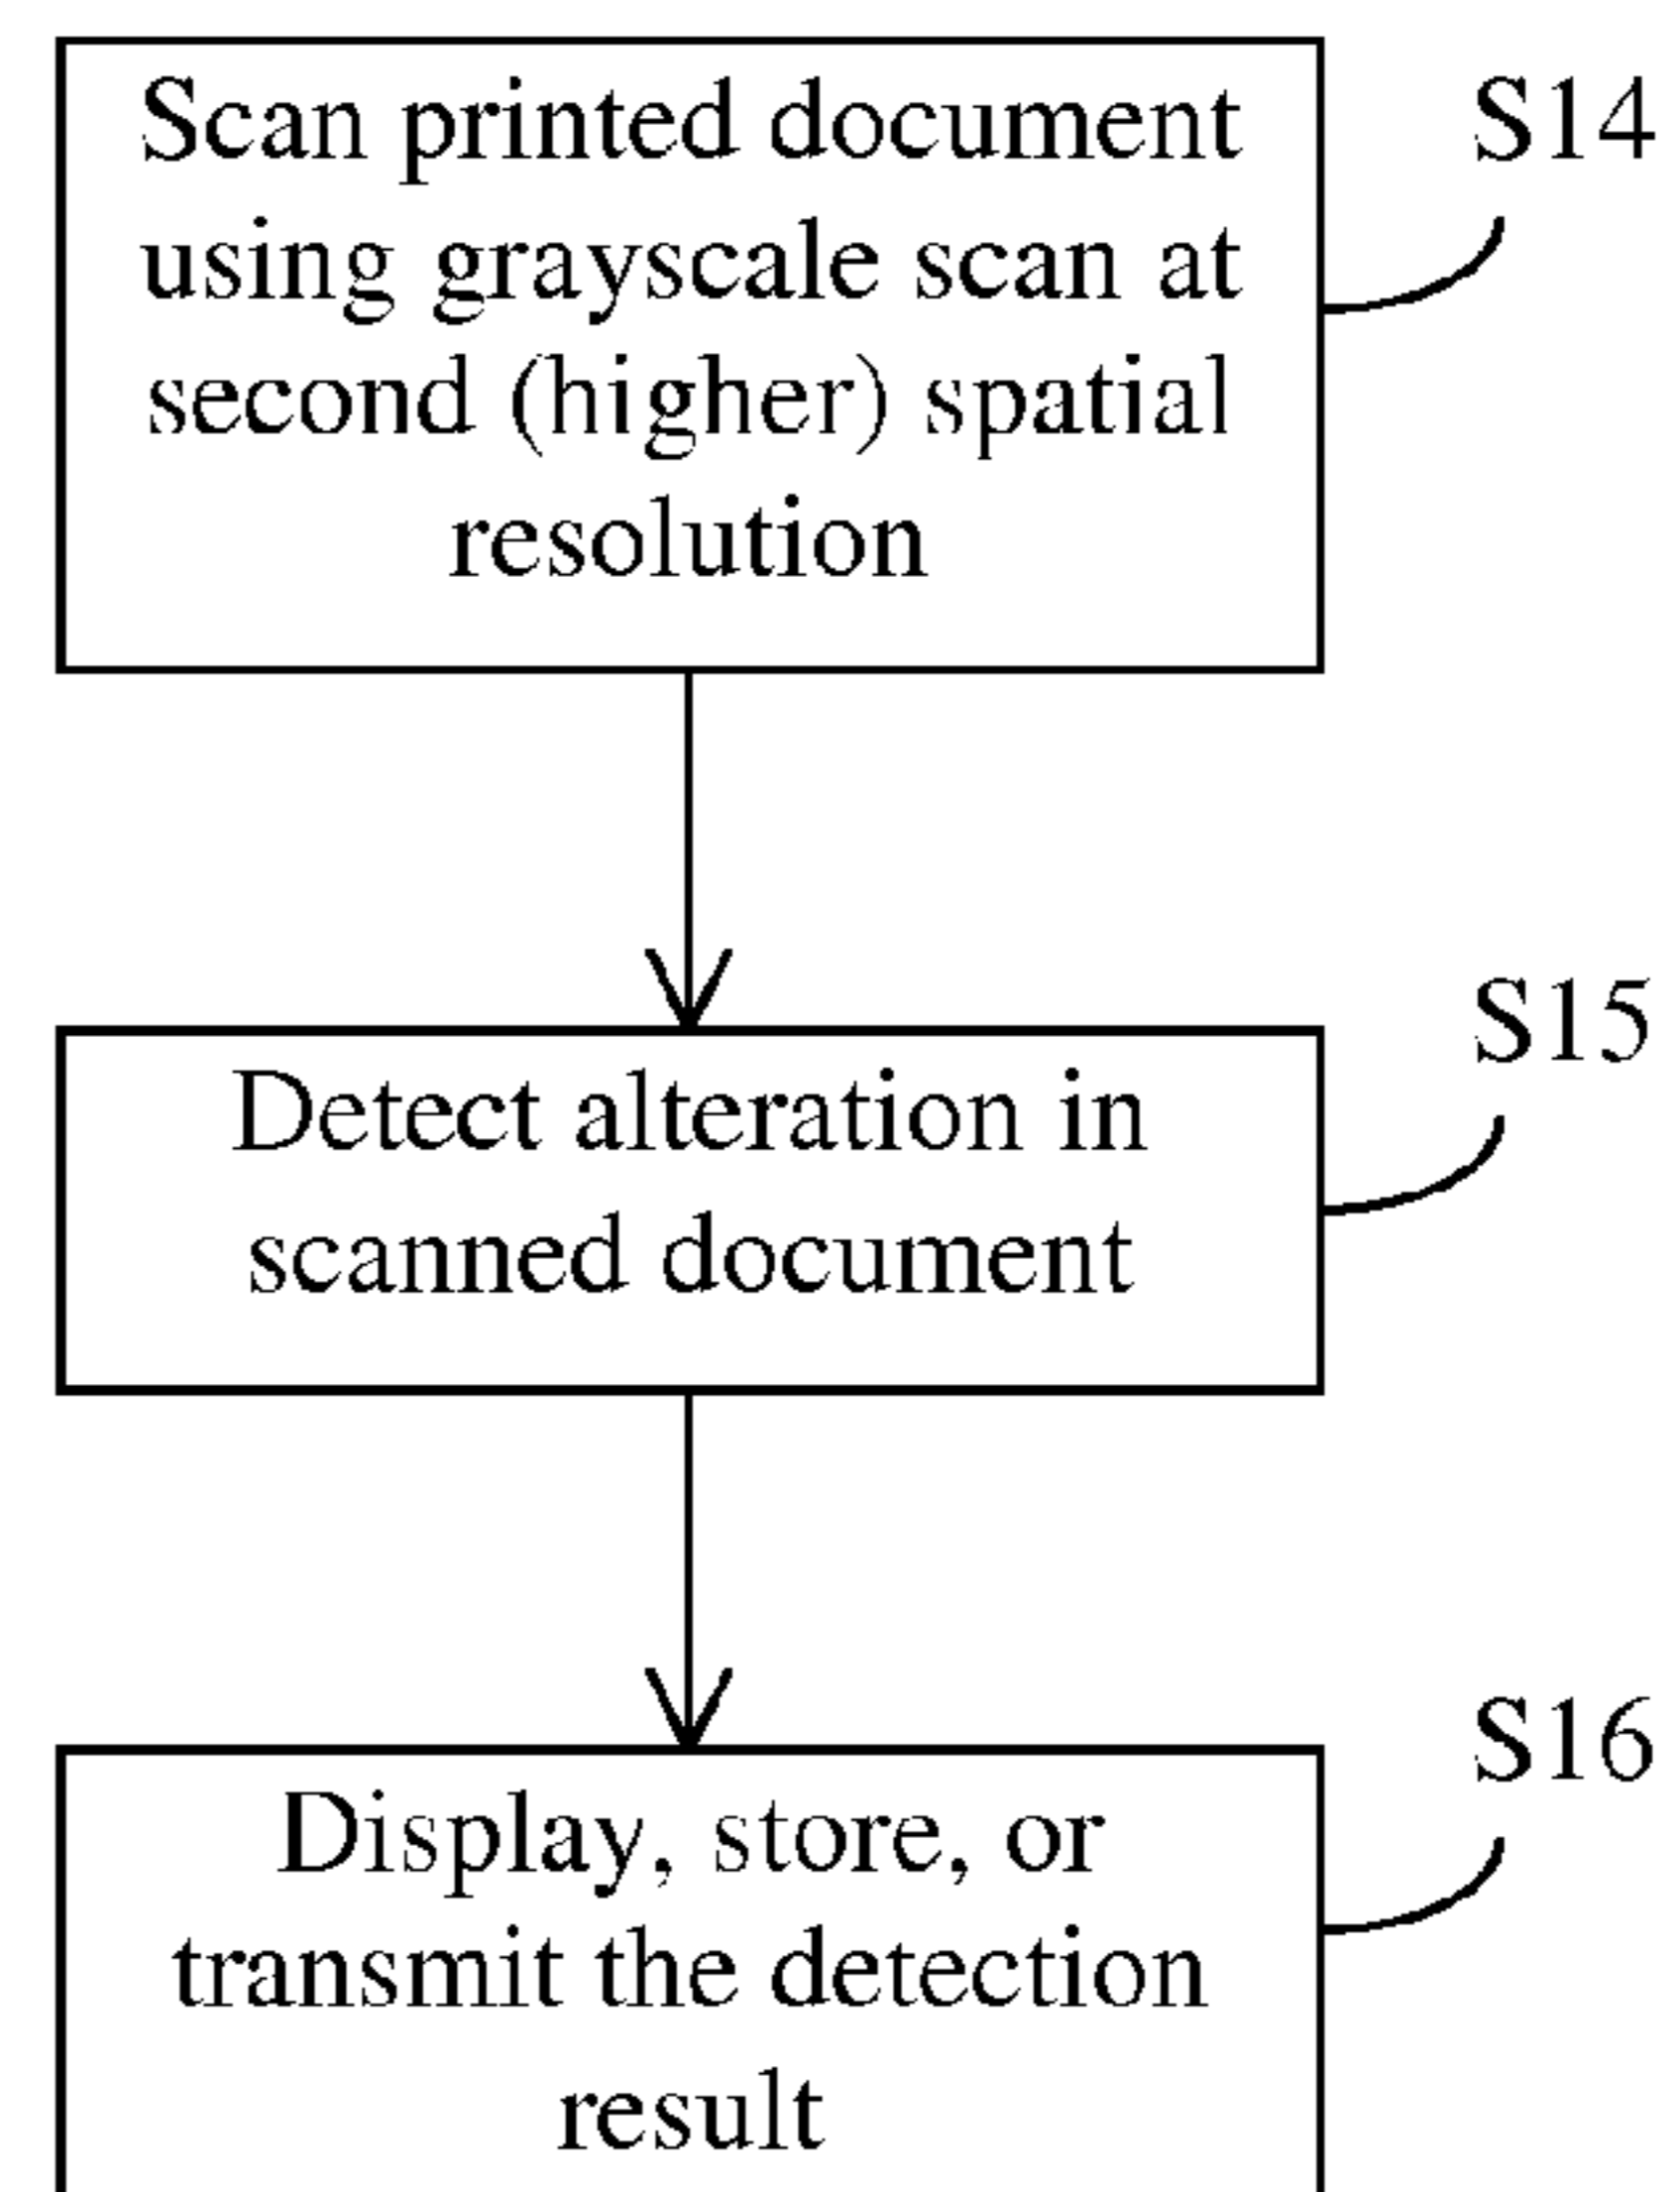 Scan printed document
using grayscale scan at
second (higher) spatial
resolution
S14
Detect alteration in
scanned document
S15
Display, store, or
transmit the detection
result
S16